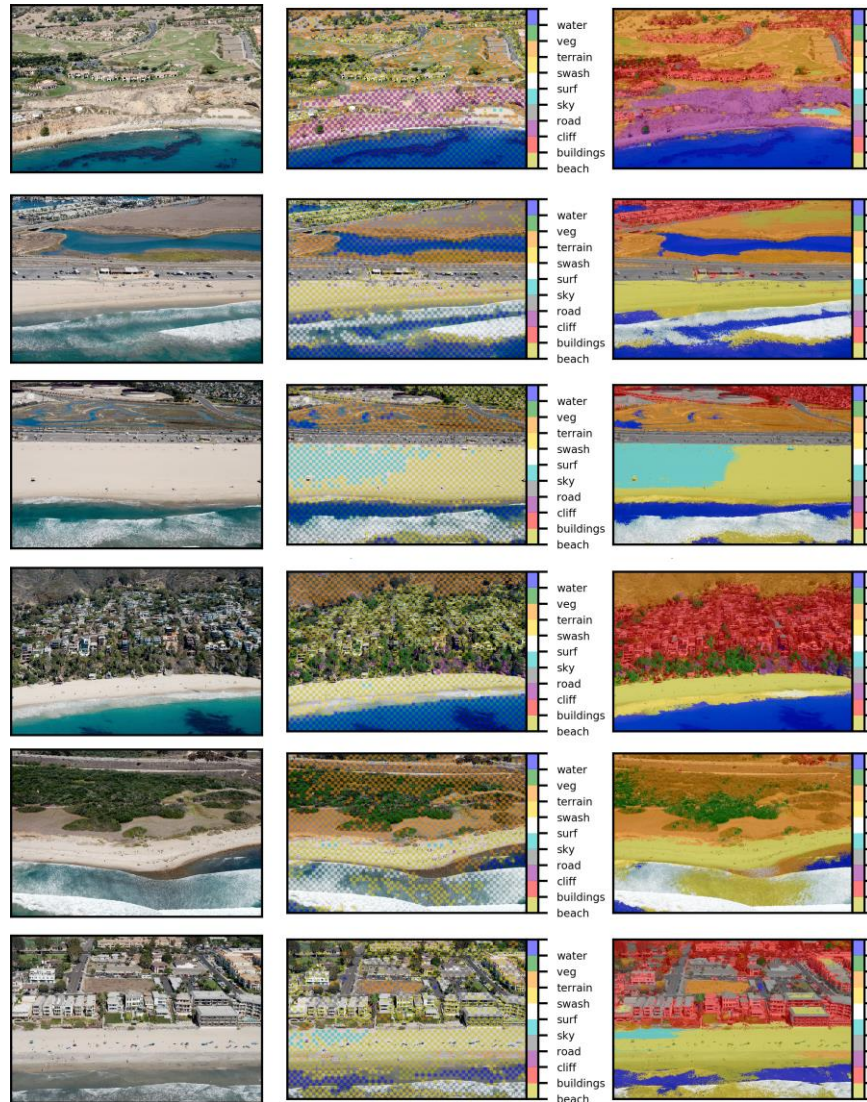 water
veg
terrain
swash
surf
sky
road
cliff
buildings
beach
water
veg
terrain
swash
surf
sky
road
cliff
buildings
beach
water
veg
terrain
swash
surf
sky
road
cliff
buildings
beach
water
veg
terrain
swash
surf
sky
road
cliff
buildings
beach
water
veg
terrain
swash
surf
sky
road
cliff
buildings
beach
water
veg
terrain
swash
surf
sky
road
cliff
buildings
beach